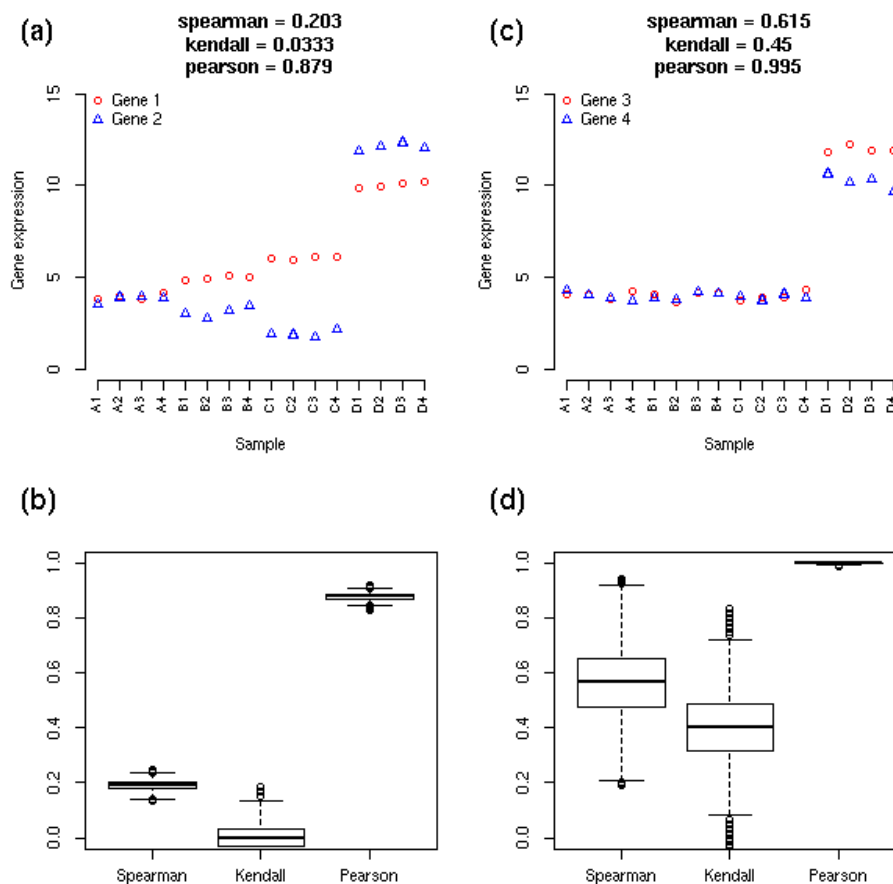 (a)
spearman = 0.203
kendall = 0.0333
pearson = 0.879
Gene 1
Gene 2
Gene expression
15
10
5
0
A1 A2 A3 A4 B1 B2 B3 B4 C1 C2 C3 C4 D1 D2 D3 D4
Sample
(c)
spearman = 0.615
kendall = 0.45
pearson = 0.995
Gene 3
Gene 4
Gene expression
15
10
5
0
A1 A2 A3 A4 B1 B2 B3 B4 C1 C2 C3 C4 D1 D2 D3 D4
Sample
(b)
1.0
0.8
0.6
0.4
0.2
0.0
Spearman Kendall Pearson
(d)
1.0
0.8
0.6
0.4
0.2
0.0
Spearman Kendall Pearson